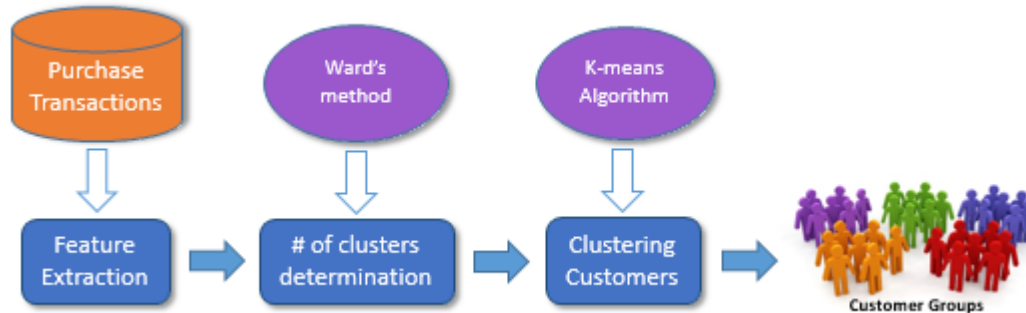 Purchase
Transactions
Ward's
method
K-means
Algorithm
Feature
Extraction
# of clusters
determination
Clustering
Customers
Customer Groups